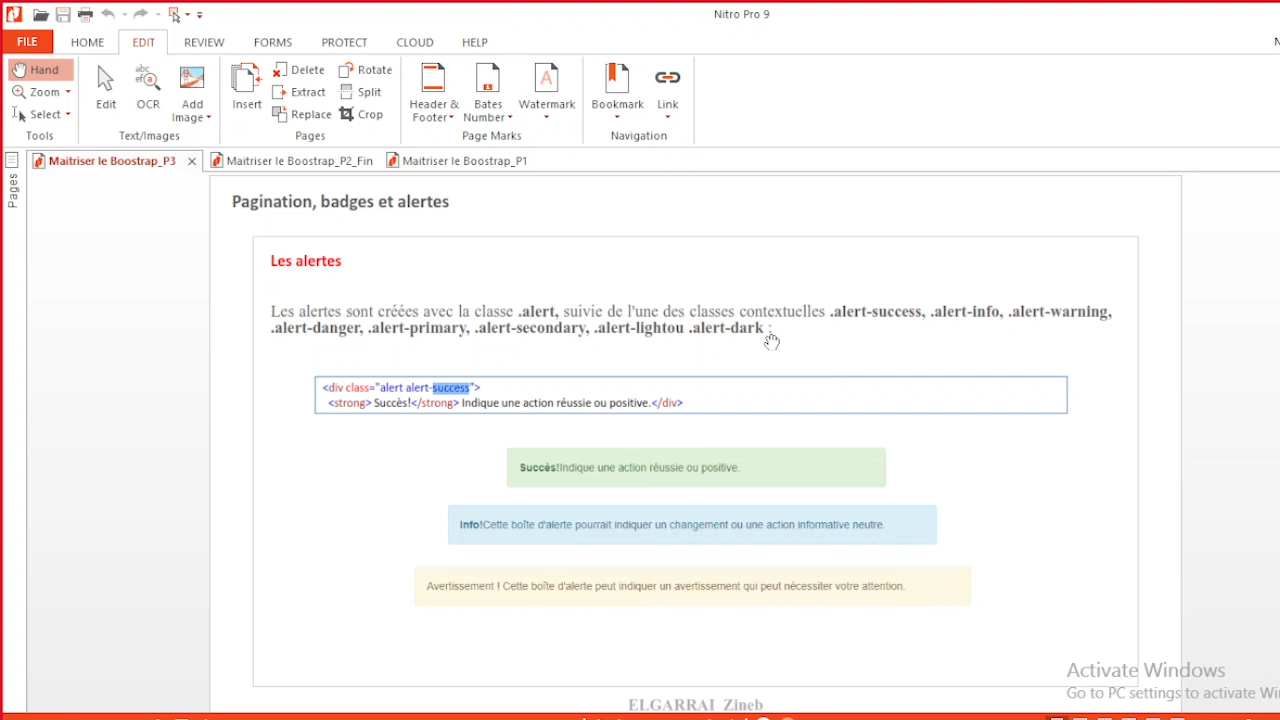 Nitro Pro 9
FILE HOME EDIT REVIEW FORMS PROTECT CLOUD HELP
Hand
Zoom
Select
Tools
Edit
OCR
Add Image
Text/Images
Insert
Delete
Extract
Replace
Rotate
Split
Crop
Pages
Header & Footer
Bates Number
Watermark
Page Marks
Bookmark
Link
Navigation
Maitriser le Boostrap_P3
Maitriser le Boostrap_P2_Fin
Maitriser le Boostrap_P1
Pages
Pagination, badges et alertes
Les alertes
Les alertes sont créées avec la classe .alert, suivie de l'une des classes contextuelles .alert-success, .alert-info, .alert-warning,
.alert-danger, .alert-primary, .alert-secondary, .alert-lightou .alert-dark :
<div class="alert alert-success">
<strong> Succès!</strong> Indique une action réussie ou positive.</div>
Succès!Indique une action réussie ou positive.
Info!Cette boîte d'alerte pourrait indiquer un changement ou une action informative neutre.
Avertissement ! Cette boîte d'alerte peut indiquer un avertissement qui peut nécessiter votre attention.
ELGARRAI Zineb
Activate Windows
Go to PC settings to activate Wi